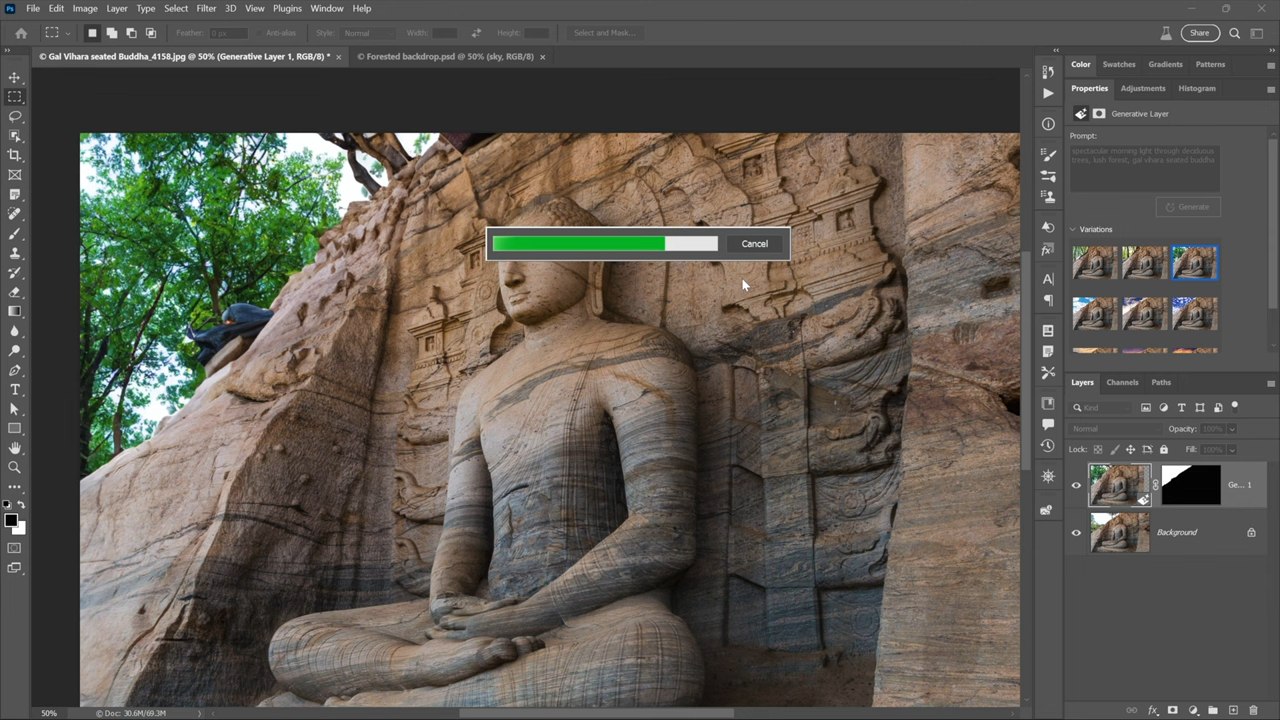 Ps File Edit Image Layer Type Select Filter 3D View Plugins Window Help
Feather: 0 px Anti-alias Style: Normal Width: Height: Select and Mask... Share
© Gal Vihara seated Buddha_4158.jpg @ 50% (Generative Layer 1, RGB/8) * × © Forested backdrop.psd @ 50% (sky, RGB/8) ×
Color Swatches Gradients Patterns
Properties Adjustments Histogram
Generative Layer
Prompt:
spectacular morning light through deciduous
trees, kash forest, gal vihara seated buddha
Generate
Variations
Cancel
Layers Channels Paths
Kind
Normal Opacity: 100%
Lock: Fill: 100%
Ge... 1
Background
50% © Doc: 30.6M/69.3M